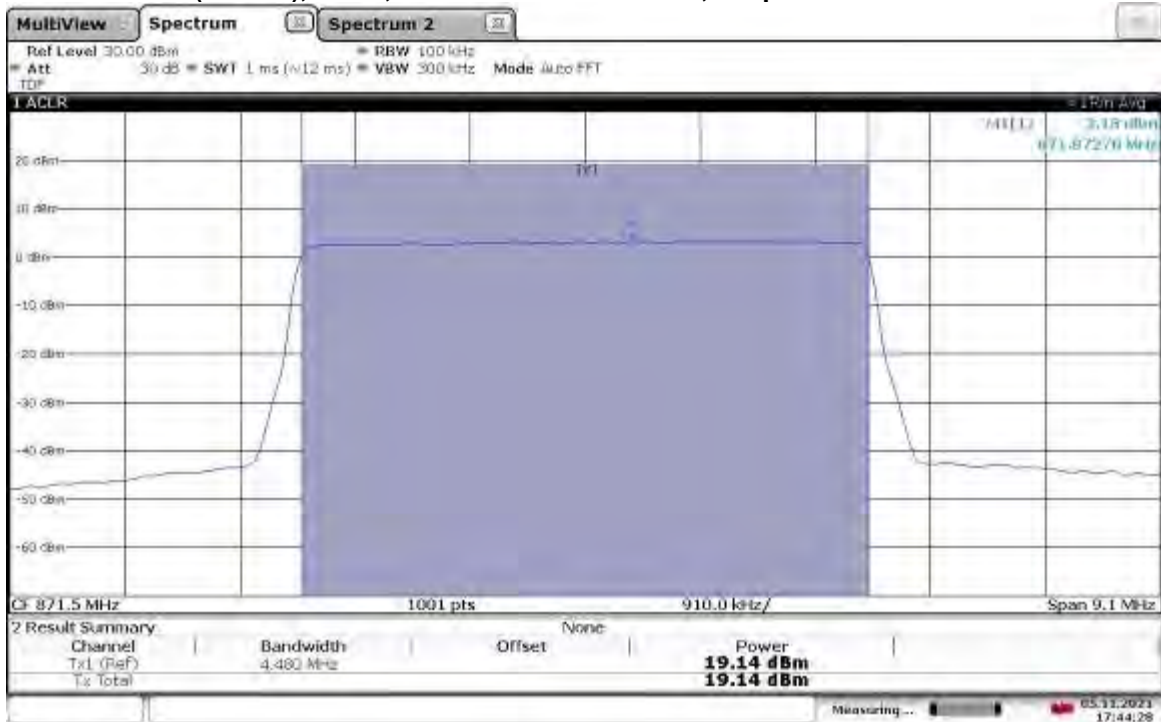 MultiView Spectrum Spectrum 2
Ref Level 30.00 dBm RBW 100 kHz
Att 30 dB SWT 1 ms (~12 ms) VBW 300 kHz Mode Auto FFT
TDF
1 ACLR 1Rm Avg
M1[1] 3.18 dBm
871.87270 MHz
20 dBm
Tx1
10 dBm
0 dBm
-10 dBm
-20 dBm
-30 dBm
-40 dBm
-50 dBm
-60 dBm
CF 871.5 MHz 1001 pts 910.0 kHz/ Span 9.1 MHz
2 Result Summary None
Channel Bandwidth Offset Power
Tx1 (Ref) 4.480 MHz 19.14 dBm
Tx Total 19.14 dBm
Measuring... 05.11.2021
17:44:28